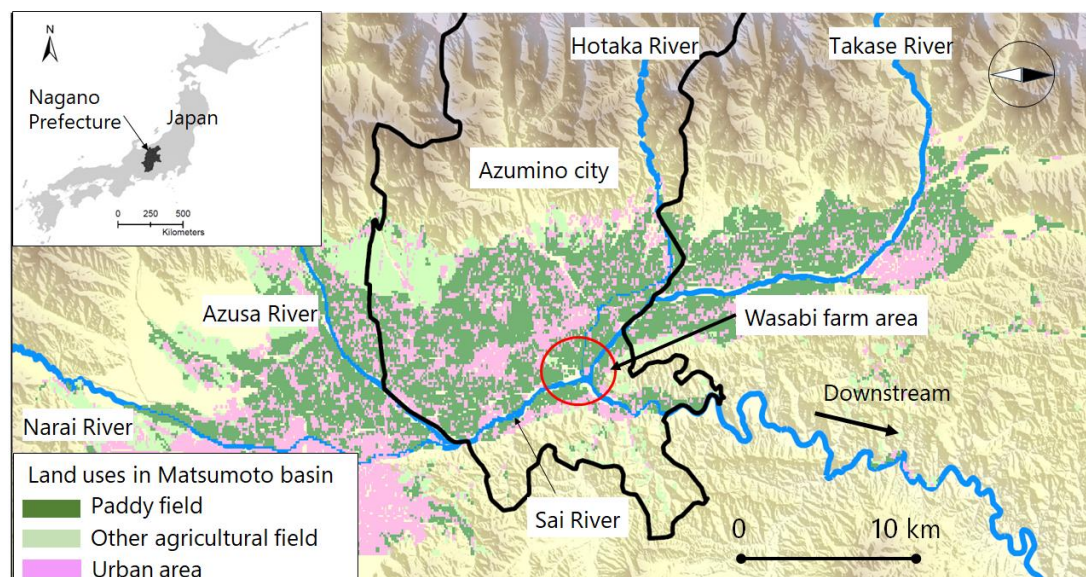 N
Nagano
Prefecture
Japan
0 250 500
Kilometers
Hotaka River
Takase River
Azumino city
Azusa River
Wasabi farm area
Narai River
Downstream
Sai River
0 10 km
Land uses in Matsumoto basin
Paddy field
Other agricultural field
Urban area